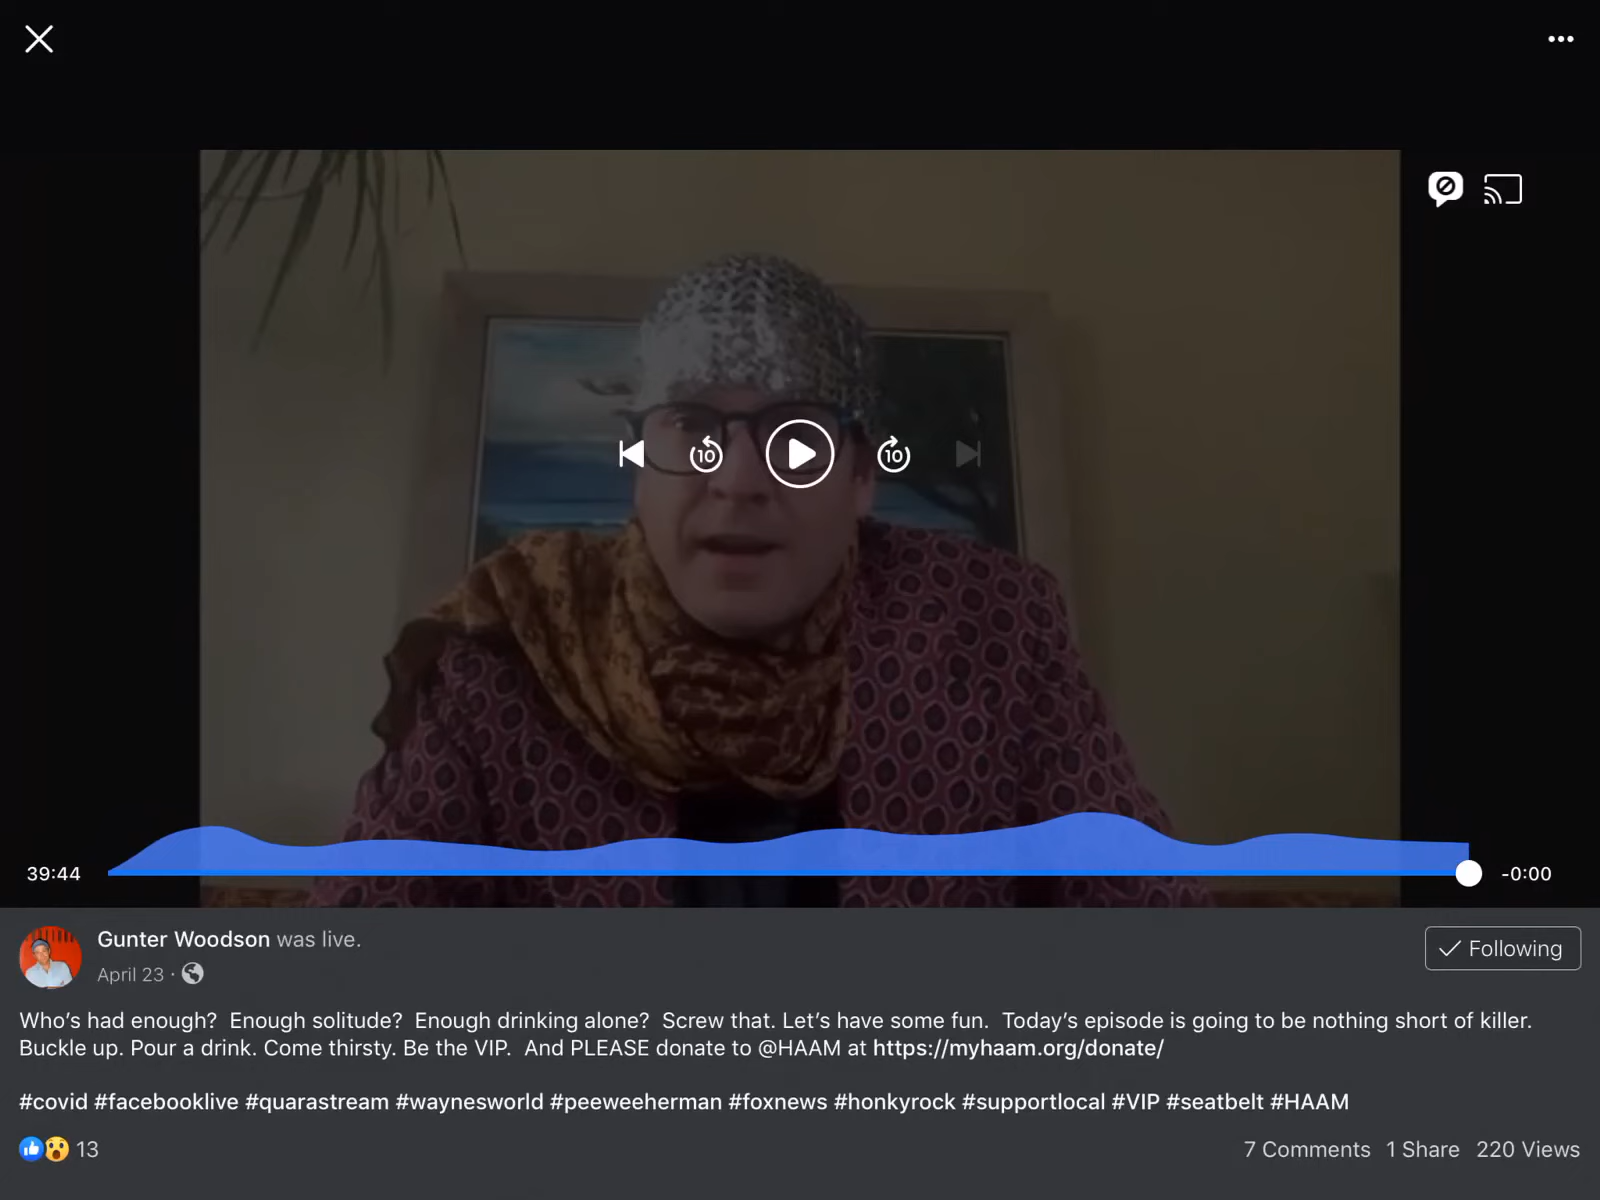 10
10
39:44
-0:00
Gunter Woodson was live.
Following
April 23 ·
Who’s had enough?  Enough solitude?  Enough drinking alone?  Screw that. Let’s have some fun.  Today’s episode is going to be nothing short of killer.
Buckle up. Pour a drink. Come thirsty. Be the VIP.  And PLEASE donate to @HAAM at https://myhaam.org/donate/
#covid #facebooklive #quarastream #waynesworld #peeweeherman #foxnews #honkyrock #supportlocal #VIP #seatbelt #HAAM
13
7 Comments 1 Share 220 Views